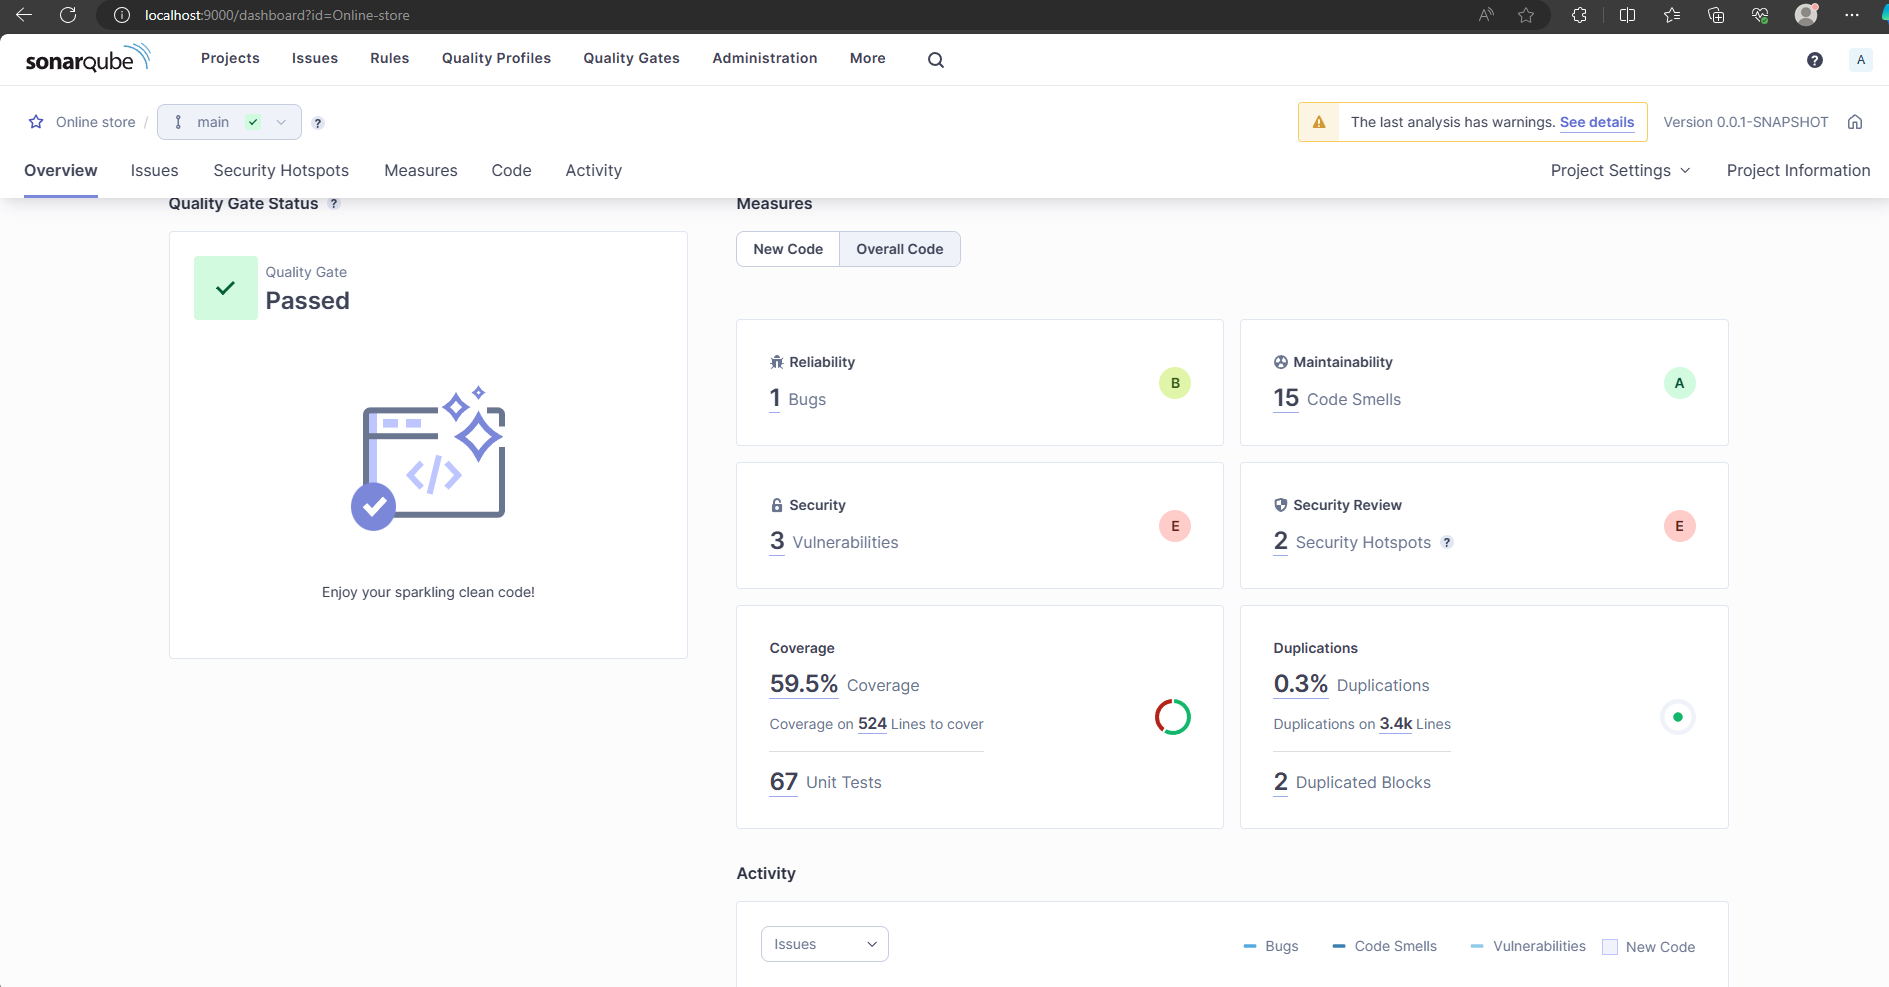 localhost:9000/dashboard?id=Online-store
sonarqube
Projects Issues Rules Quality Profiles Quality Gates Administration More
? A
Online store / main ?
The last analysis has warnings. See details Version 0.0.1-SNAPSHOT
Overview Issues Security Hotspots Measures Code Activity Project Settings Project Information
Quality Gate Status ?
Quality Gate
Passed
</>
Enjoy your sparkling clean code!
Measures
New Code Overall Code
Reliability
1 Bugs
B
Maintainability
15 Code Smells
A
Security
3 Vulnerabilities
E
Security Review
2 Security Hotspots ?
E
Coverage
59.5% Coverage
Coverage on 524 Lines to cover
67 Unit Tests
Duplications
0.3% Duplications
Duplications on 3.4k Lines
2 Duplicated Blocks
Activity
Issues
Bugs Code Smells Vulnerabilities New Code